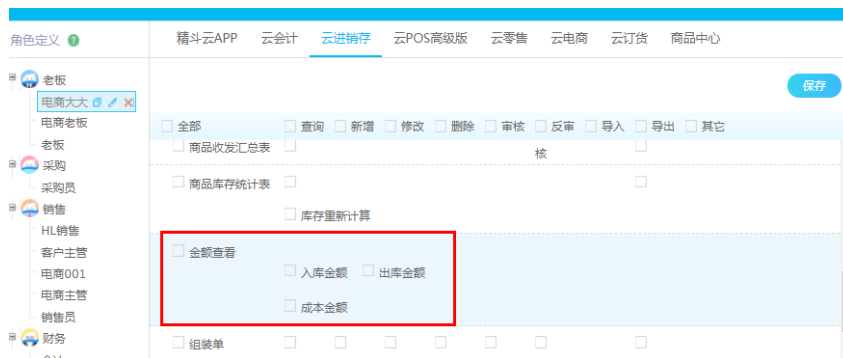 角色定义 ?
精斗云APP 云会计 云进销存 云POS高级版 云零售 云电商 云订货 商品中心
保存
老板
电商大大
电商老板
老板
采购
采购员
销售
HL销售
客户主管
电商001
电商主管
销售员
财务
全部 查询 新增 修改 删除 审核 反审 导入 导出 其它
商品收发汇总表
核
商品库存统计表
库存重新计算
金额查看
入库金额 出库金额
成本金额
组装单